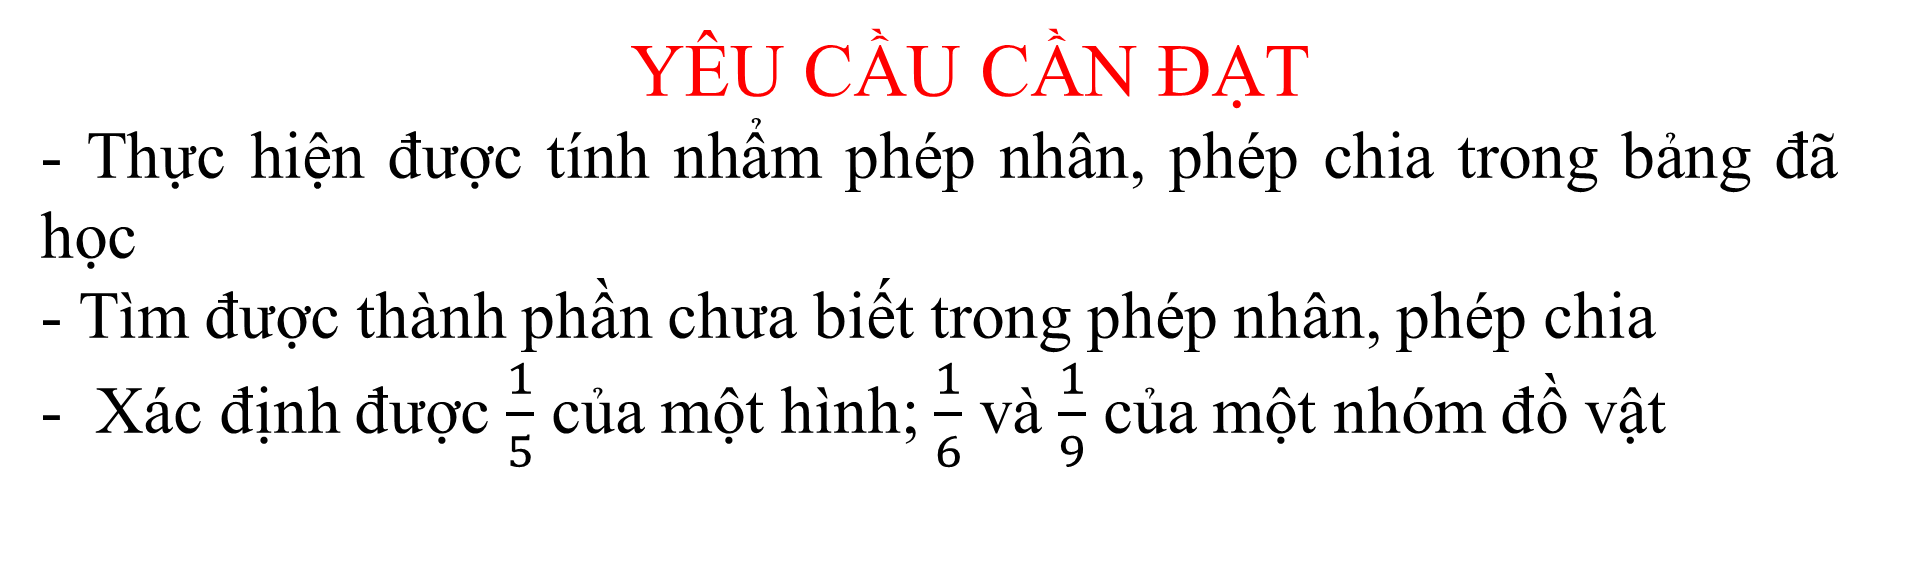 YÊU CẦU CẦN ĐẠT
- Thực hiện được tính nhẩm phép nhân, phép chia trong bảng đã
học
- Tìm được thành phần chưa biết trong phép nhân, phép chia
- Xác định được 1/5 của một hình; 1/6 và 1/9 của một nhóm đồ vật